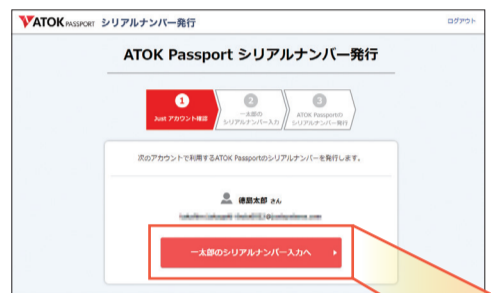 ATOK PASSPORT シリアルナンバー発行
ログアウト
ATOK Passport シリアルナンバー発行
1
Just アカウント確認
2
一太郎の
シリアルナンバー入力
3
ATOK Passportの
シリアルナンバー発行
次のアカウントで利用するATOK Passportのシリアルナンバーを発行します。
徳島太郎 さん
一太郎のシリアルナンバー入力へ